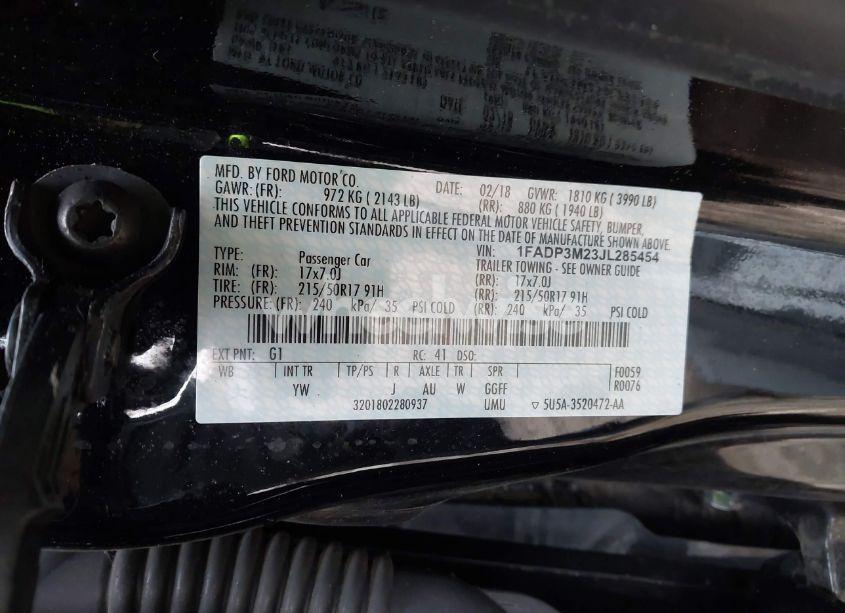 MFD. BY FORD MOTOR CO.
DATE: 02/18 GVWR: 1810 KG ( 3990 LB)
GAWR: (FR): 972 KG ( 2143 LB) (RR): 880 KG ( 1940 LB)
THIS VEHICLE CONFORMS TO ALL APPLICABLE FEDERAL MOTOR VEHICLE SAFETY, BUMPER,
AND THEFT PREVENTION STANDARDS IN EFFECT ON THE DATE OF MANUFACTURE SHOWN ABOVE.
VIN: 1FADP3M23JL285454
TYPE: Passenger Car TRAILER TOWING - SEE OWNER GUIDE
RIM: (FR): 17x7.0J (RR): 17x7.0J
TIRE: (FR): 215/50R17 91H (RR): 215/50R17 91H
PRESSURE: (FR): 240 kPa/ 35 PSI COLD (RR): 240 kPa/ 35 PSI COLD
EXT PNT: G1 RC: 41 DSO:
WB INT TR TP/PS R AXLE TR SPR F0059
YW J AU W GGFF R0076
3201802280937 UMU ▽ 5U5A-3520472-AA